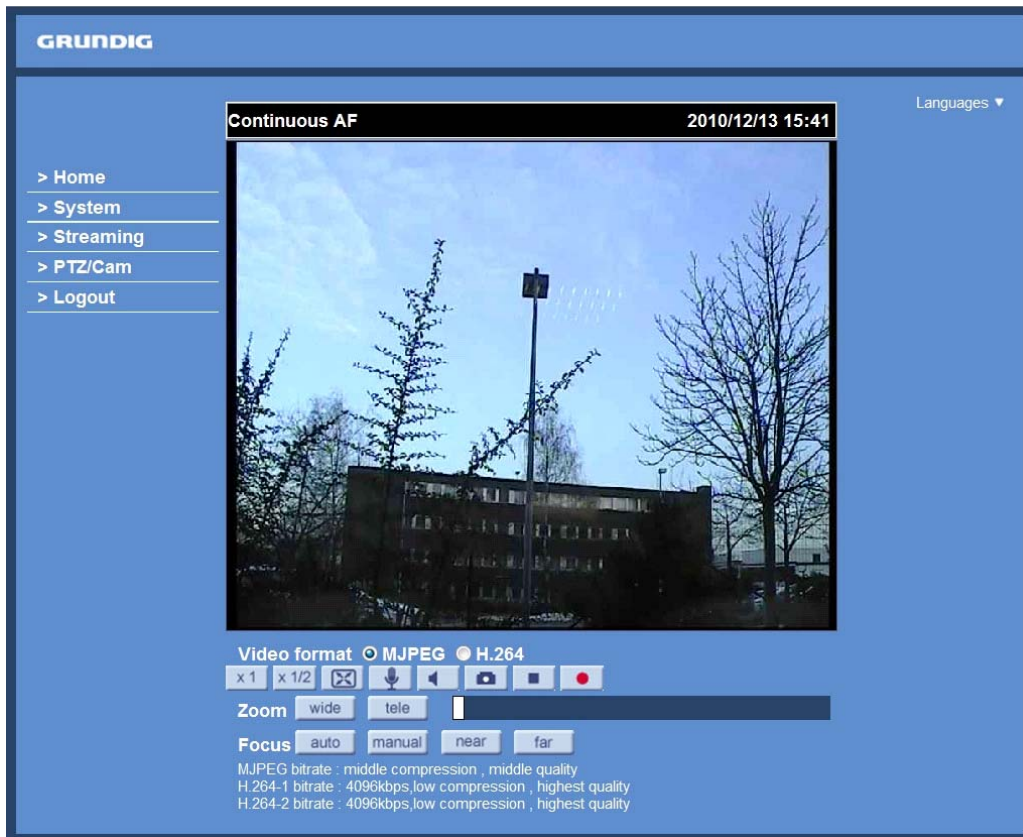 GRUNDIG
Languages ▼
Continuous AF 2010/12/13 15:41
> Home
> System
> Streaming
> PTZ/Cam
> Logout
Video format MJPEG H.264
x 1 x 1/2
Zoom wide tele
Focus auto manual near far
MJPEG bitrate : middle compression , middle quality
H.264-1 bitrate : 4096kbps,low compression , highest quality
H.264-2 bitrate : 4096kbps,low compression , highest quality